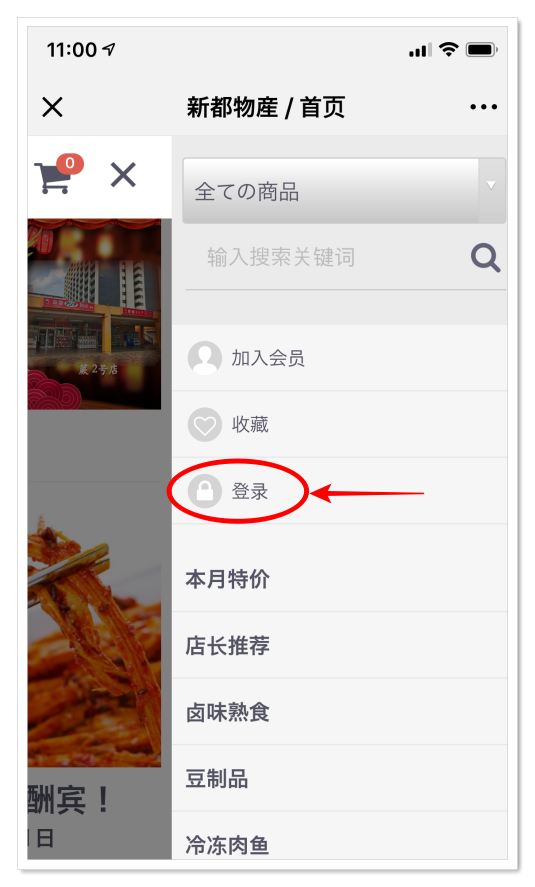 11:00
新都物産 / 首页
0
全ての商品
输入搜索关键词
加入会员
收藏
蕨 2号店
登录
本月特价
店长推荐
卤味熟食
豆制品
酬宾！
日
冷冻肉鱼